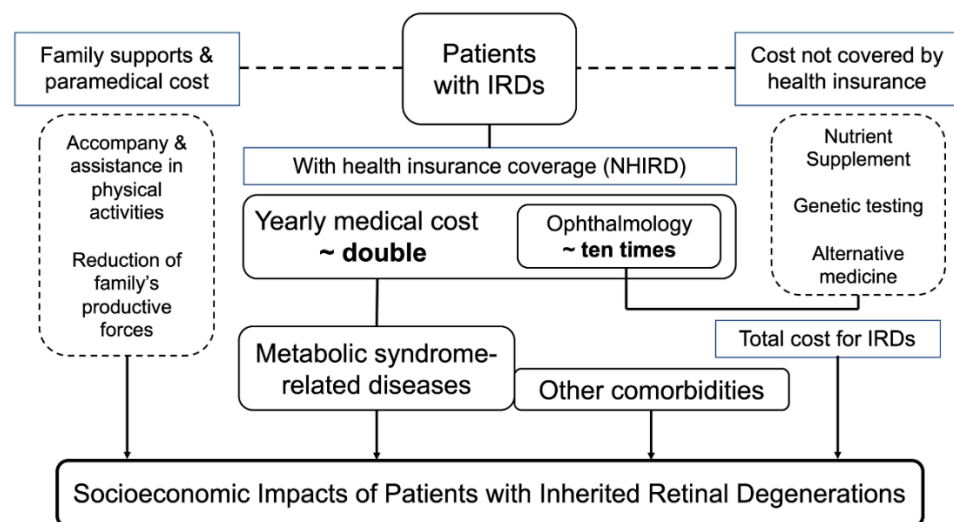 Family supports &
paramedical cost
Patients
with IRDs
Cost not covered by
health insurance
Accompany &
assistance in
physical
activities
Reduction of
family's
productive
forces
With health insurance coverage (NHIRD)
Yearly medical cost
~ double
Ophthalmology
~ ten times
Nutrient
Supplement
Genetic testing
Alternative
medicine
Total cost for IRDs
Metabolic syndrome-
related diseases
Other comorbidities
Socioeconomic Impacts of Patients with Inherited Retinal Degenerations